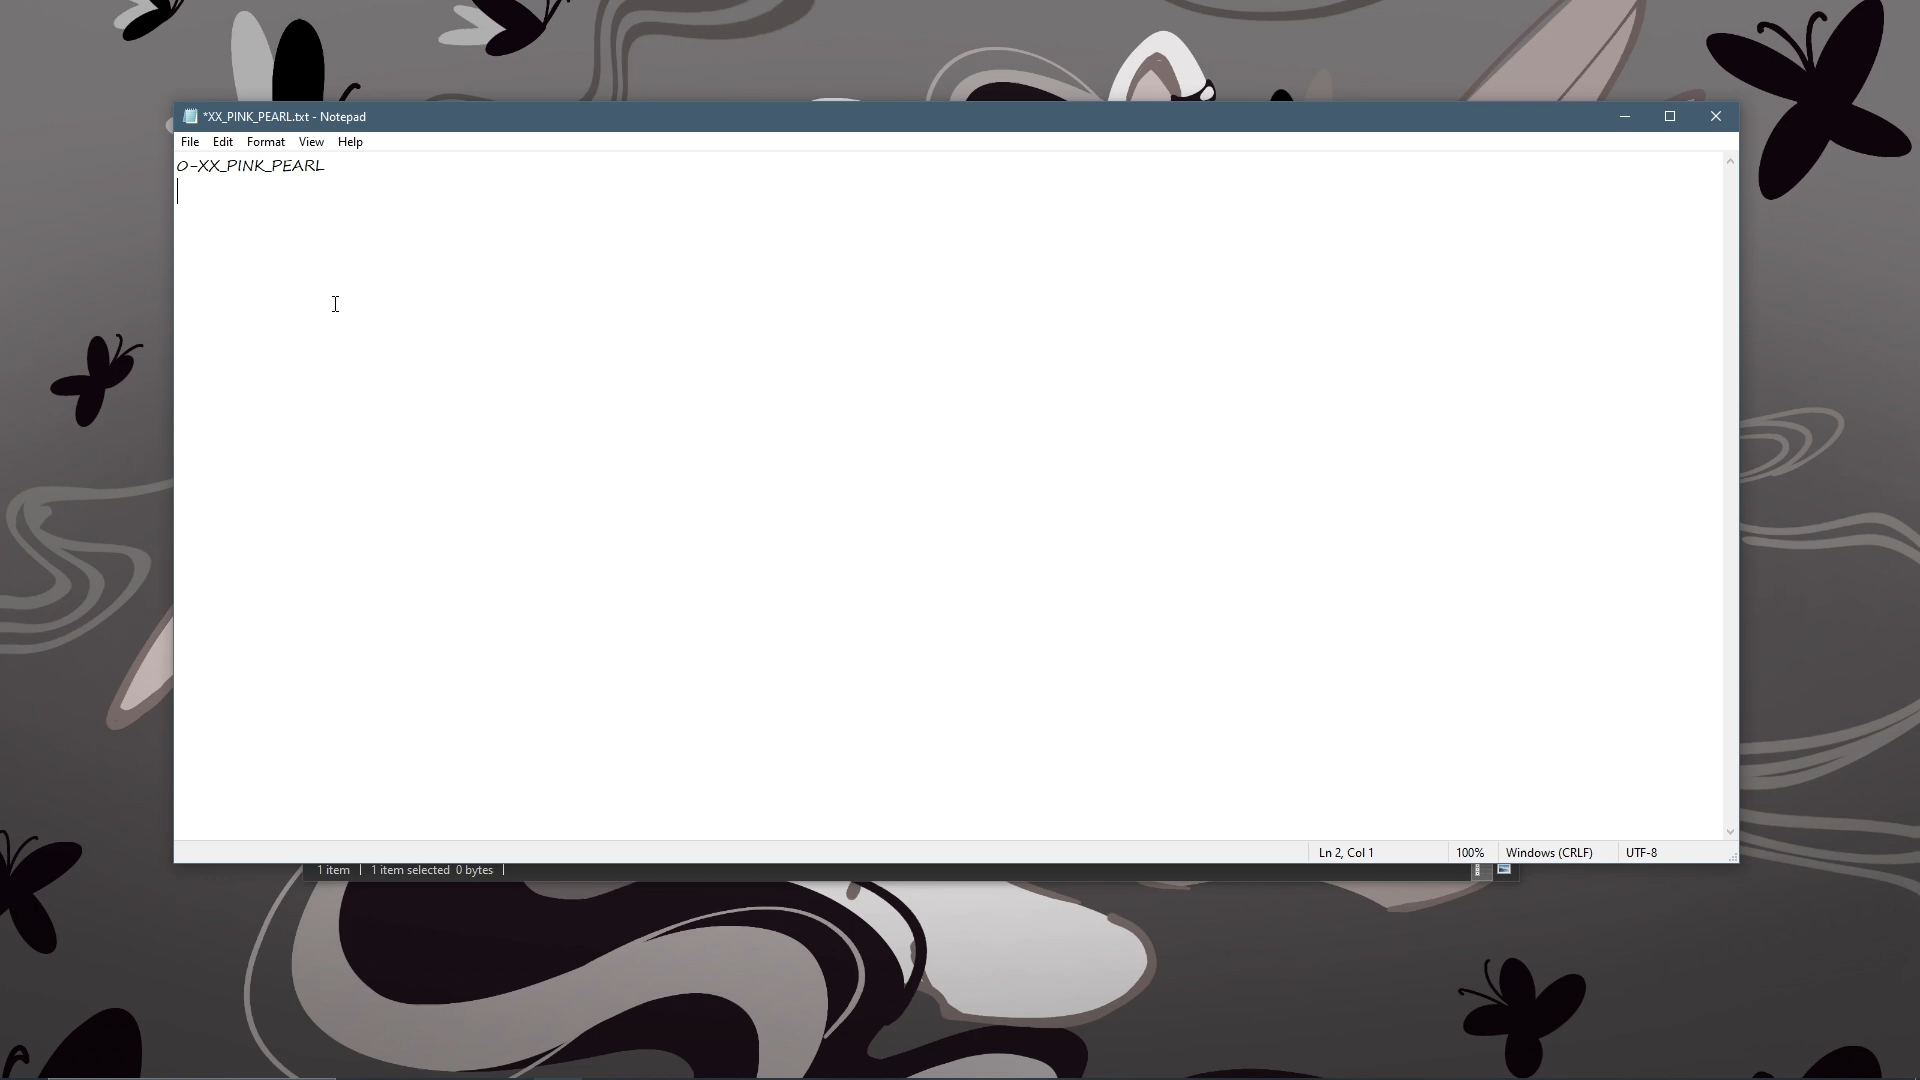 *XX_PINK_PEARL.txt - Notepad
File Edit Format View Help
0-XX_PINK_PEARL
Ln 2, Col 1 100% Windows (CRLF) UTF-8
1 item 1 item selected 0 bytes